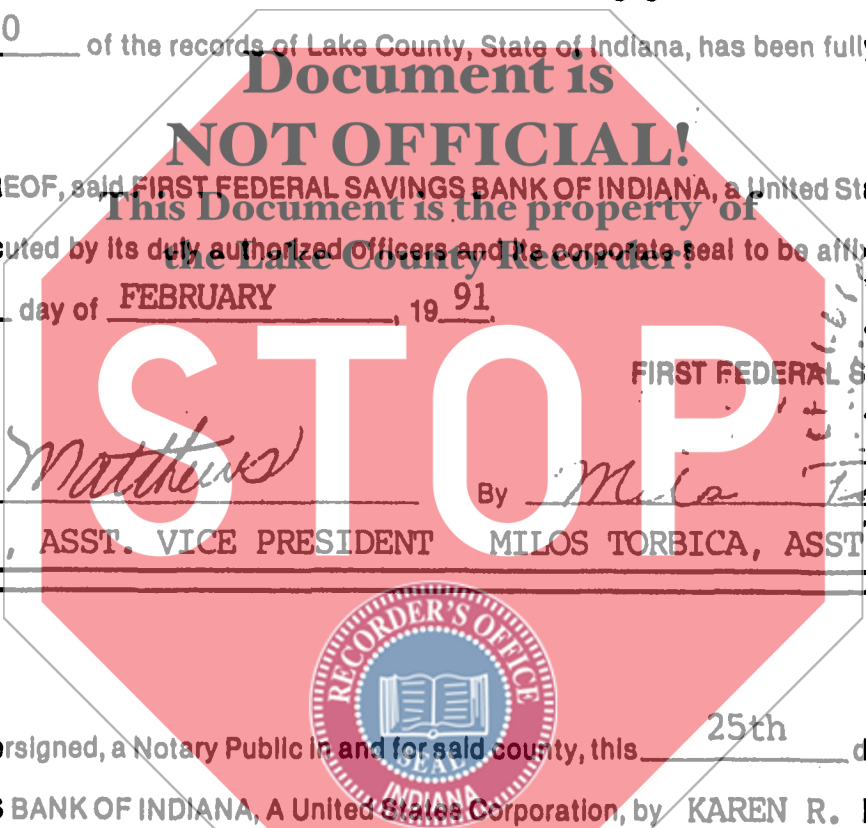 0
of the records of Lake County, State of Indiana, has been fully
Document is
NOT OFFICIAL!
EOF, said FIRST FEDERAL SAVINGS BANK OF INDIANA, a United Sta
This Document is the property of
uted by its duly authorized officers and its corporate seal to be affix
the Lake County Recorder!
day of FEBRUARY, 19 91.
STOP
FIRST FEDERAL S
Matthews
By Milos
, ASST. VICE PRESIDENT MILOS TORBICA, ASST
RECORDER'S OFFICE
SEAL
INDIANA
ersigned, a Notary Public in and for said county, this 25th d
S BANK OF INDIANA, A United States Corporation, by KAREN R.